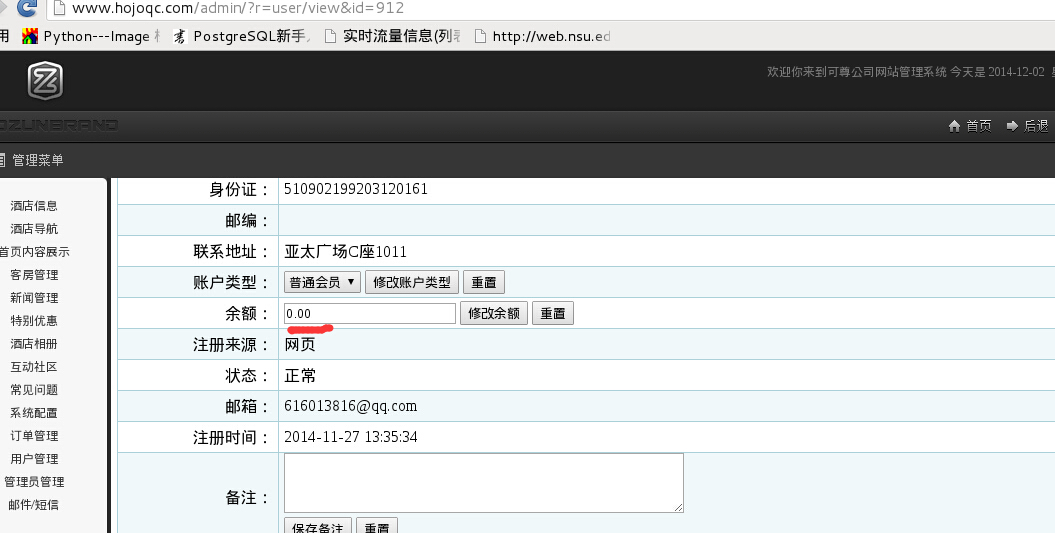 www.hojoqc.com/admin/?r=user/view&id=912
用 Python---Image PostgreSQL新手 实时流量信息(列表 http://web.nsu.ed
欢迎你来到可尊公司网站管理系统 今天是 2014-12-02
OZUNBRAND
首页 后退
管理菜单
酒店信息
酒店导航
首页内容展示
客房管理
新闻管理
特别优惠
酒店相册
互动社区
常见问题
系统配置
订单管理
用户管理
管理员管理
邮件/短信
身份证： 510902199203120161
邮编：
联系地址： 亚太广场C座1011
账户类型： 普通会员 ▼ 修改账户类型 重置
余额： 0.00 修改余额 重置
注册来源： 网页
状态： 正常
邮箱： 616013816@qq.com
注册时间： 2014-11-27 13:35:34
备注：
保存备注 重置